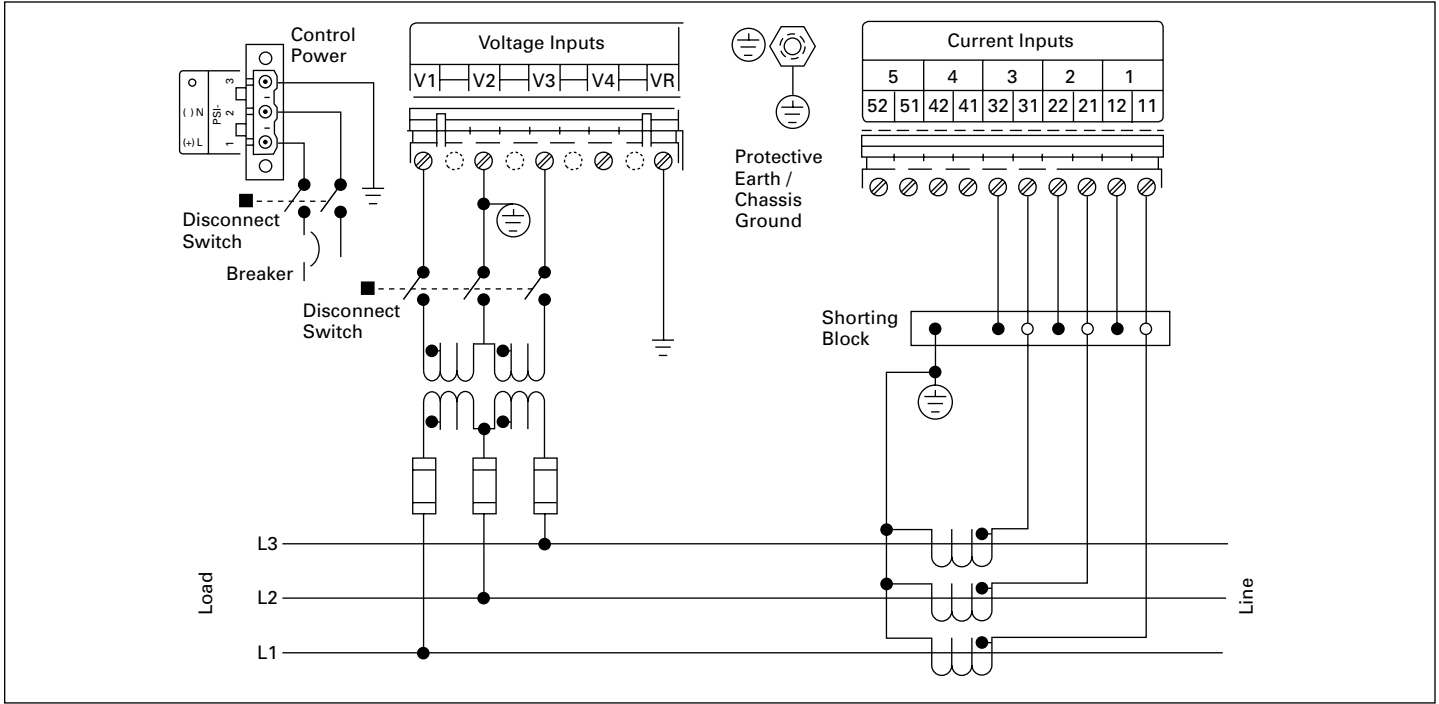 Control
Power
3
( ) N
PSI-
2
(+) L
1
Disconnect
Switch
Breaker
Voltage Inputs
V1 V2 V3 V4 VR
Disconnect
Switch
Protective
Earth /
Chassis
Ground
Current Inputs
5 4 3 2 1
52 51 42 41 32 31 22 21 12 11
Shorting
Block
L3
L2
L1
Load
Line